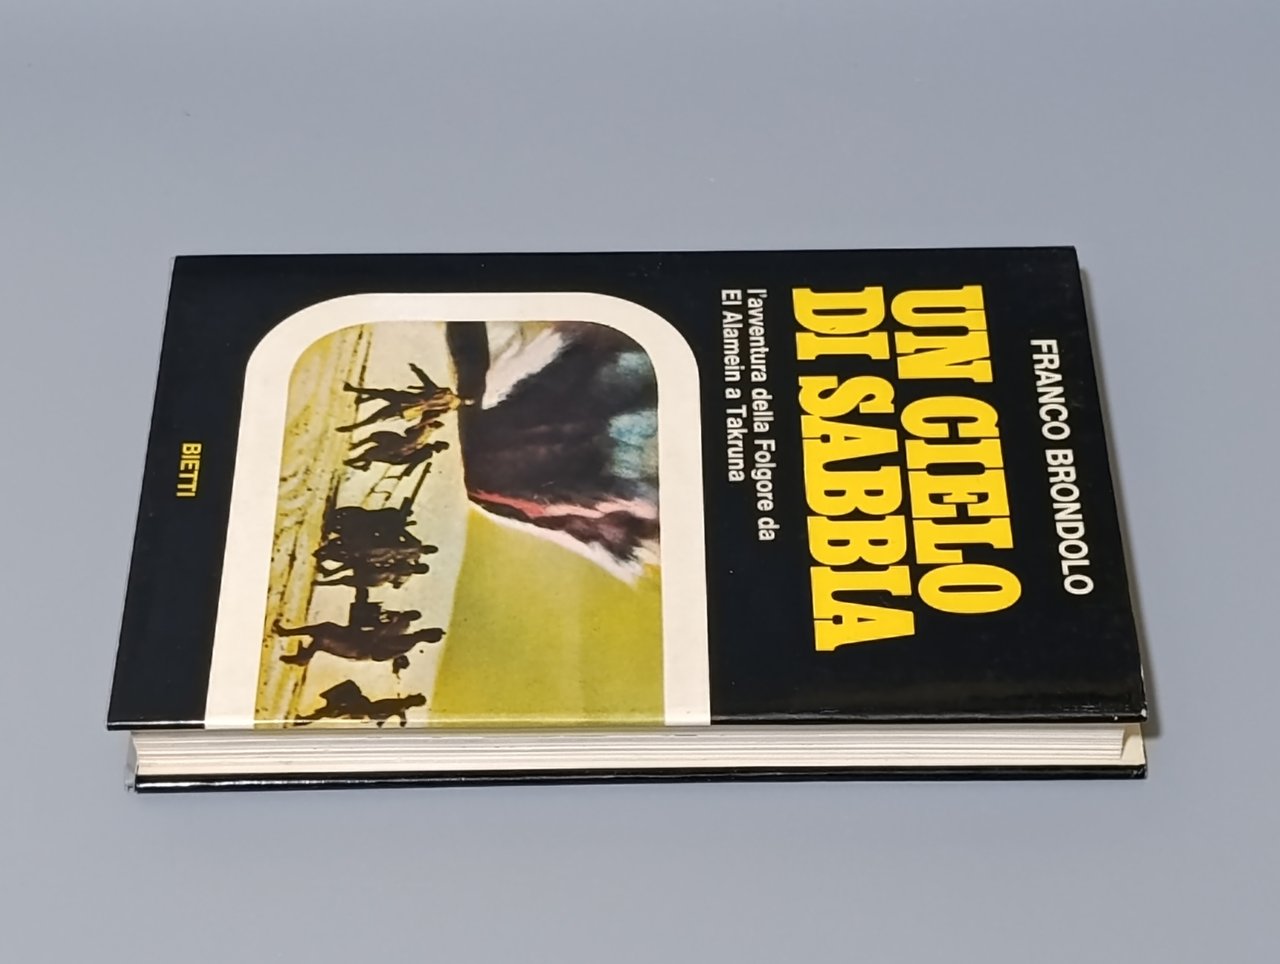 FRANCO BRONDOLO
UN CIELO
DI SABBIA
l'avventura della Folgore da
El Alamein a Takruna
BIETTI